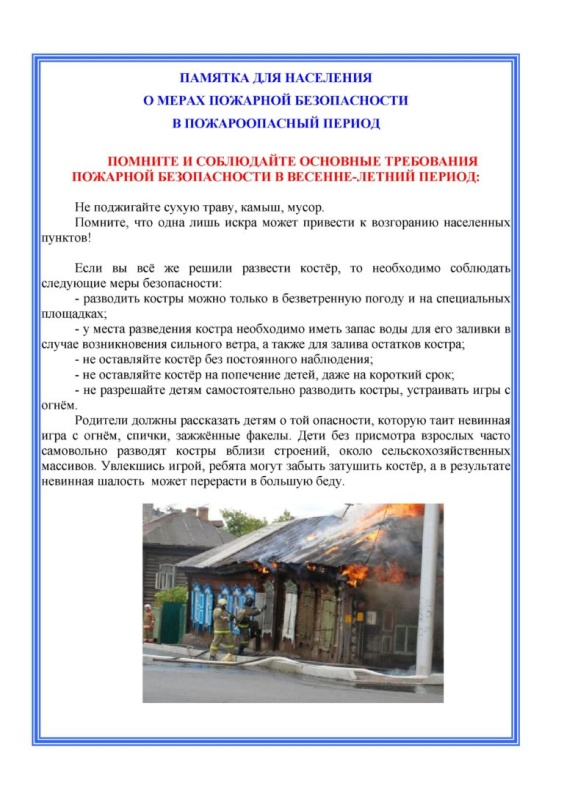 ПАМЯТКА ДЛЯ НАСЕЛЕНИЯ
О МЕРАХ ПОЖАРНОЙ БЕЗОПАСНОСТИ
В ПОЖАРООПАСНЫЙ ПЕРИОД
ПОМНИТЕ И СОБЛЮДАЙТЕ ОСНОВНЫЕ ТРЕБОВАНИЯ
ПОЖАРНОЙ БЕЗОПАСНОСТИ В ВЕСЕННЕ-ЛЕТНИЙ ПЕРИОД:
Не поджигайте сухую траву, камыш, мусор.
Помните, что одна лишь искра может привести к возгоранию населенных
пунктов!
Если вы всё же решили развести костёр, то необходимо соблюдать
следующие меры безопасности:
- разводить костры можно только в безветренную погоду и на специальных
площадках;
- у места разведения костра необходимо иметь запас воды для его заливки в
случае возникновения сильного ветра, а также для залива остатков костра;
- не оставляйте костёр без постоянного наблюдения;
- не оставляйте костёр на попечение детей, даже на короткий срок;
- не разрешайте детям самостоятельно разводить костры, устраивать игры с
огнём.
Родители должны рассказать детям о той опасности, которую таит невинная
игра с огнём, спички, зажжённые факелы. Дети без присмотра взрослых часто
самовольно разводят костры вблизи строений, около сельскохозяйственных
массивов. Увлекшись игрой, ребята могут забыть затушить костёр, а в результате
невинная шалость может перерасти в большую беду.